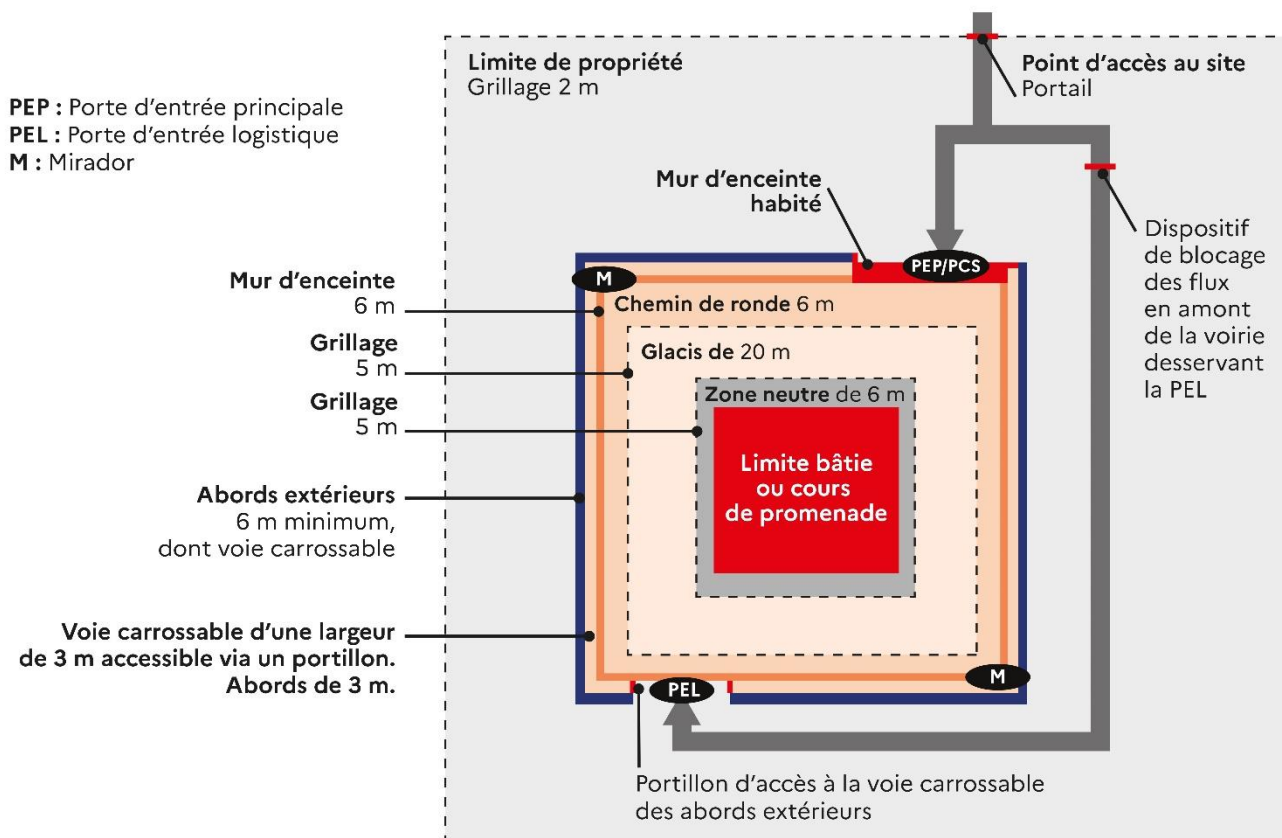 PEP : Porte d'entrée principale
PEL : Porte d'entrée logistique
M : Mirador
Limite de propriété
Grillage 2 m
Point d'accès au site
Portail
Mur d'enceinte
habité
Dispositif
de blocage
des flux
en amont
de la voirie
desservant
la PEL
PEP/PCS
M
Mur d'enceinte
6 m
Chemin de ronde 6 m
Grillage
5 m
Glacis de 20 m
Grillage
5 m
Zone neutre de 6 m
Limite bâtie
ou cours
de promenade
Abords extérieurs
6 m minimum,
dont voie carrossable
Voie carrossable d'une largeur
de 3 m accessible via un portillon.
Abords de 3 m.
PEL
M
Portillon d'accès à la voie carrossable
des abords extérieurs